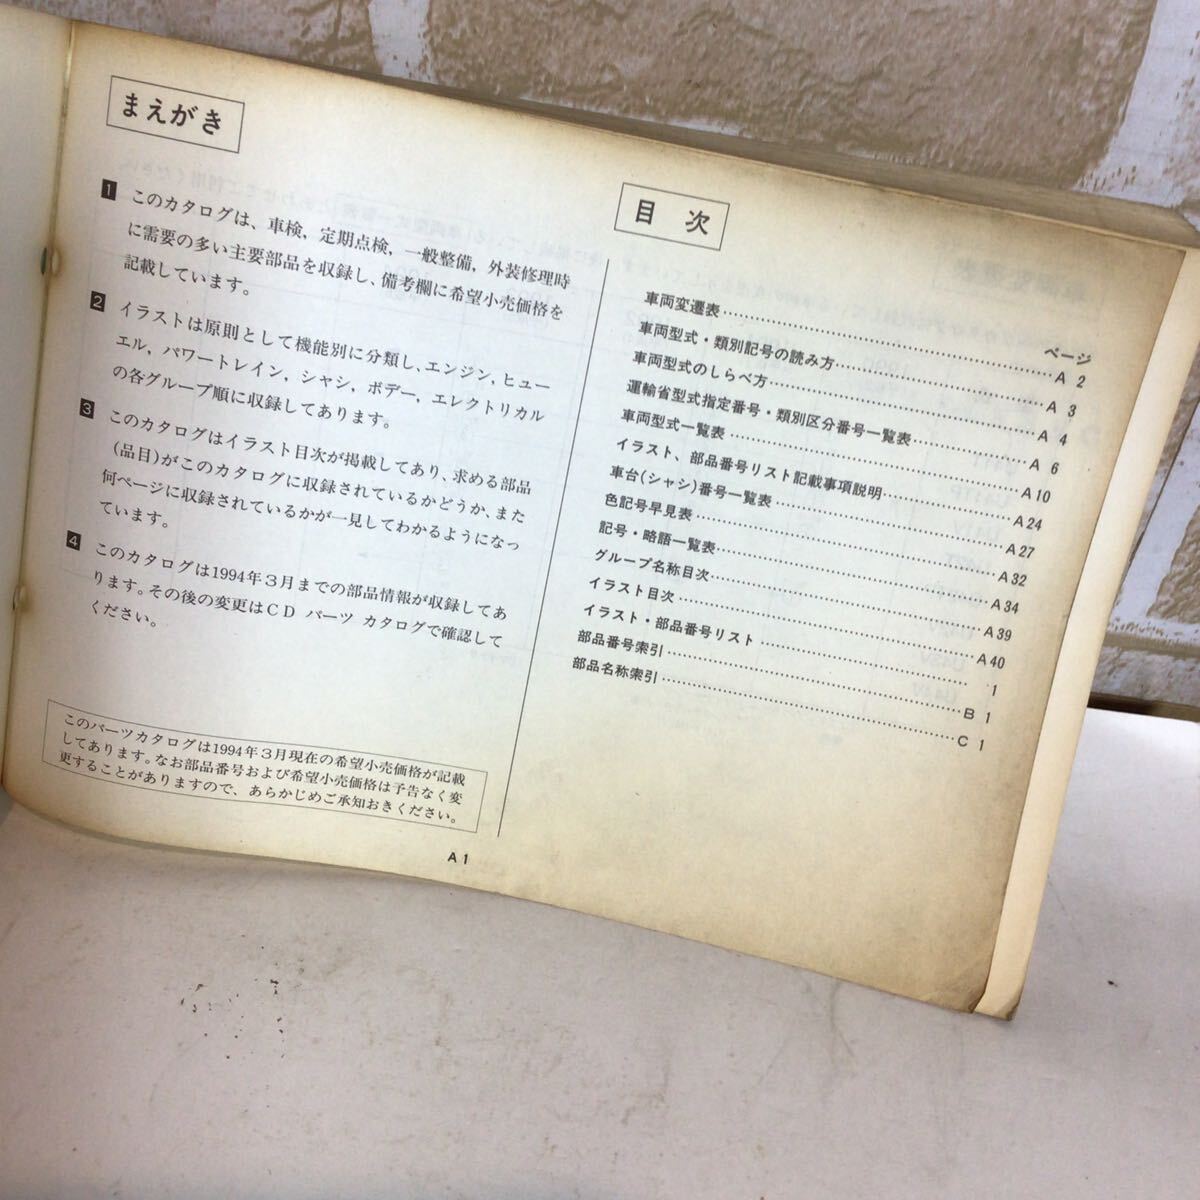 まえがき
1 このカタログは、車検，定期点検，一般整備，外装修理時
に需要の多い主要部品を収録し、備考欄に希望小売価格を
記載しています。
2 イラストは原則として機能別に分類し、エンジン，ヒュー
エル，パワートレイン，シャシ，ボデー，エレクトリカル
の各グループ順に収録してあります。
3 このカタログはイラスト目次が掲載してあり、求める部品
(品目)がこのカタログに収録されているかどうか、また
何ページに収録されているかが一見してわかるようになっ
ています。
4 このカタログは1994年3月までの部品情報が収録してあ
ります。その後の変更はCD パーツ カタログで確認して
ください。
このパーツカタログは1994年3月現在の希望小売価格が記載
してあります。なお部品番号および希望小売価格は予告なく変
更することがありますので、あらかじめご承知おきください。
目 次
ページ
車両変遷表……………………………A 2
車両型式・類別記号の読み方……………………………A 3
車両型式のしらべ方……………………………A 4
運輸省型式指定番号・類別区分番号一覧表……………………………A 6
車両型式一覧表……………………………A10
イラスト、部品番号リスト記載事項説明……………………………A24
車台(シャシ)番号一覧表……………………………A27
色記号早見表……………………………A32
記号・略語一覧表……………………………A34
グループ名称目次……………………………A39
イラスト目次……………………………A40
イラスト・部品番号リスト…………………………… 1
部品番号索引……………………………B 1
部品名称索引……………………………C 1
A1